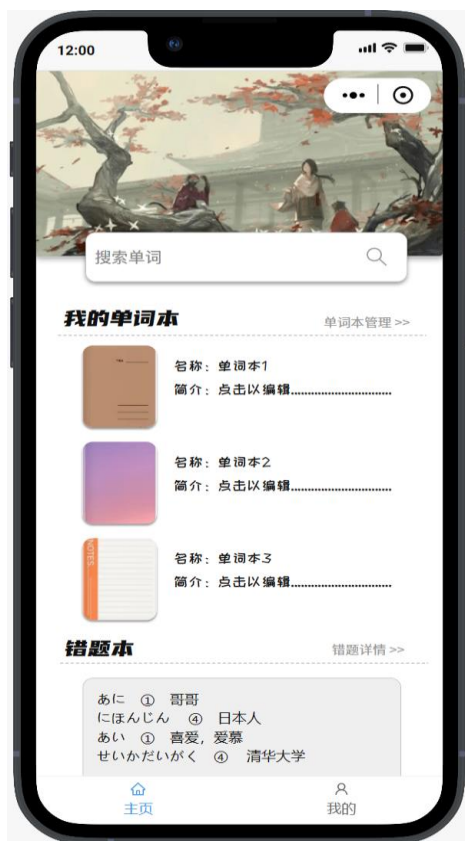 12:00
搜索单词
我的单词本
单词本管理 >>
名称：单词本1
简介：点击以编辑..............................
名称：单词本2
简介：点击以编辑..............................
NOTES
名称：单词本3
简介：点击以编辑..............................
错题本
错题详情 >>
あに ① 哥哥
にほんじん ④ 日本人
あい ① 喜爱，爱慕
せいかだいがく ④ 清华大学
主页
我的